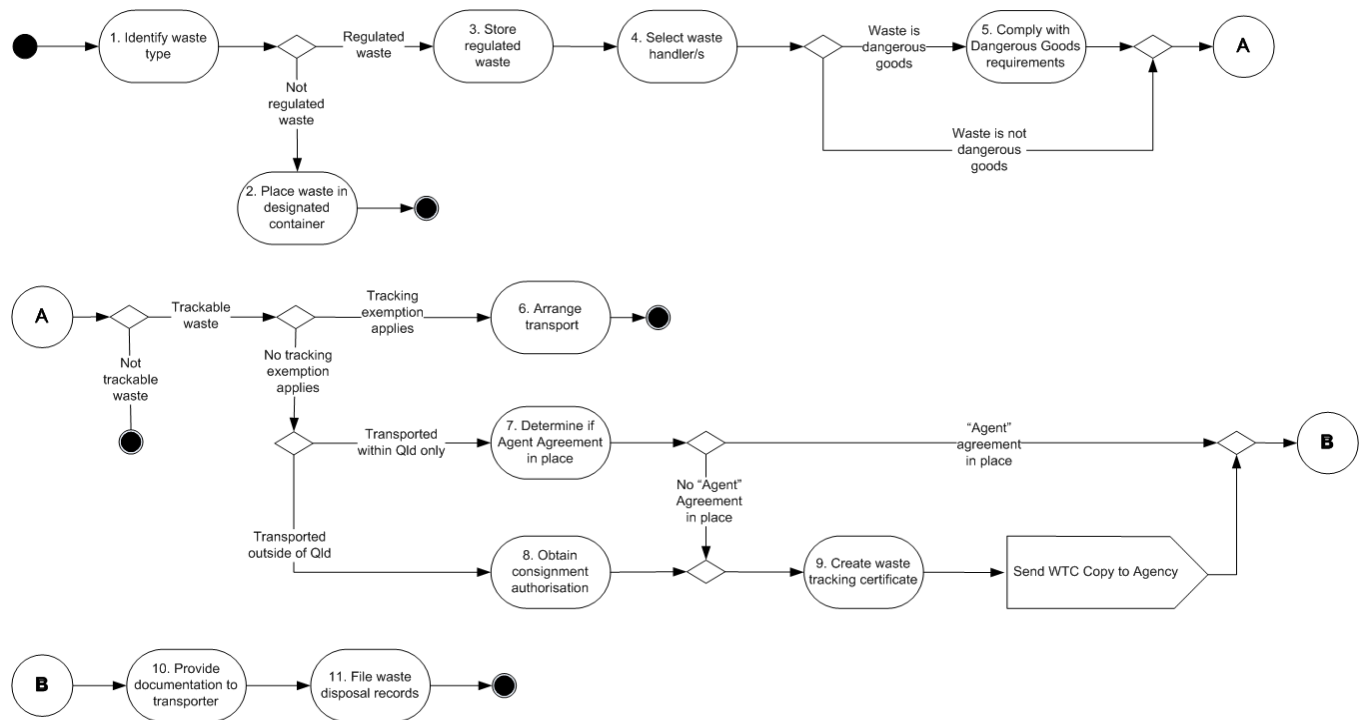 1. Identify waste
type
Regulated
waste
3. Store
regulated
waste
4. Select waste
handler/s
Waste is
dangerous
goods
5. Comply with
Dangerous Goods
requirements
A
Not
regulated
waste
Waste is not
dangerous
goods
2. Place waste in
designated
container
A
Trackable
waste
Tracking
exemption
applies
6. Arrange
transport
Not
trackable
waste
No tracking
exemption
applies
Transported
within Qld only
7. Determine if
Agent Agreement
in place
“Agent”
agreement
in place
B
No “Agent”
Agreement
in place
Transported
outside of Qld
8. Obtain
consignment
authorisation
9. Create waste
tracking certificate
Send WTC Copy to Agency
B
10. Provide
documentation to
transporter
11. File waste
disposal records